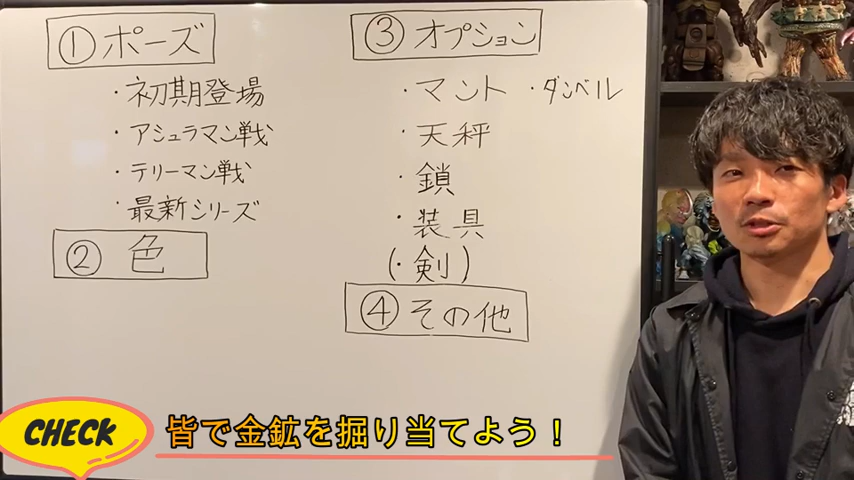 ① ポーズ
・初期登場
・アシュラマン戦
・テリーマン戦
・最新シリーズ
② 色
③ オプション
・マント ・ダンベル
・天秤
・鎖
・装具
(・剣)
④ その他
CHECK
皆で金鉱を掘り当てよう！